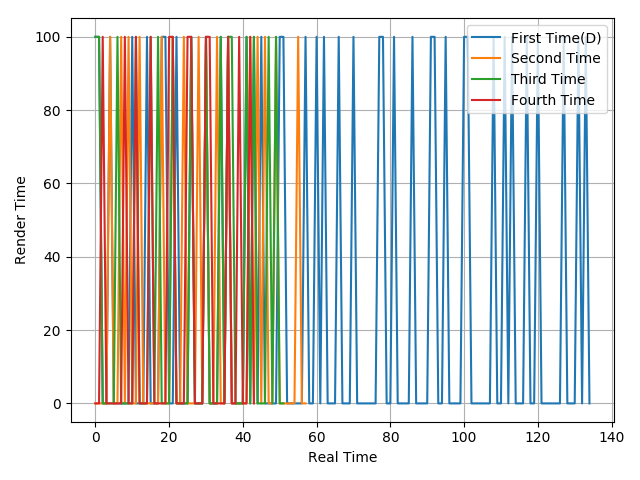 100
80
60
40
20
0
Render Time
First Time(D)
Second Time
Third Time
Fourth Time
0 20 40 60 80 100 120 140
Real Time